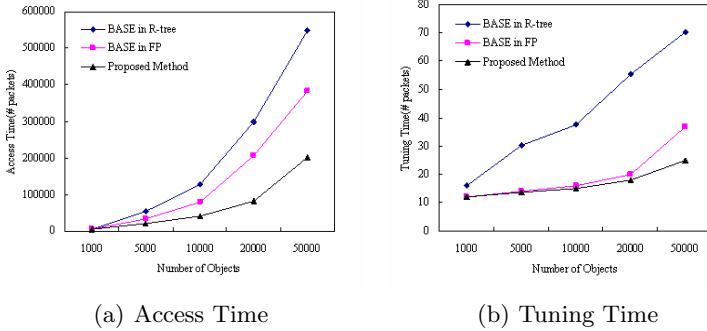 600000
500000
400000
300000
200000
100000
0
Access Time(# packets)
BASE in R-tree
BASE in FP
Proposed Method
1000 5000 10000 20000 50000
Number of Objects
(a) Access Time
80
70
60
50
40
30
20
10
0
Tuning Time(# packets)
BASE in R-tree
BASE in FP
Proposed Method
1000 5000 10000 20000 50000
Number of Objects
(b) Tuning Time